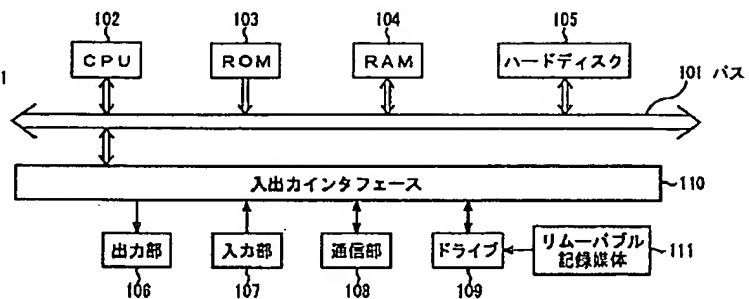 102
103
104
105
CPU
ROM
RAM
ハードディスク
1
101 バス
入出力インタフェース
110
出力部
入力部
通信部
ドライブ
リムーバブル
記録媒体
106
107
108
109
111